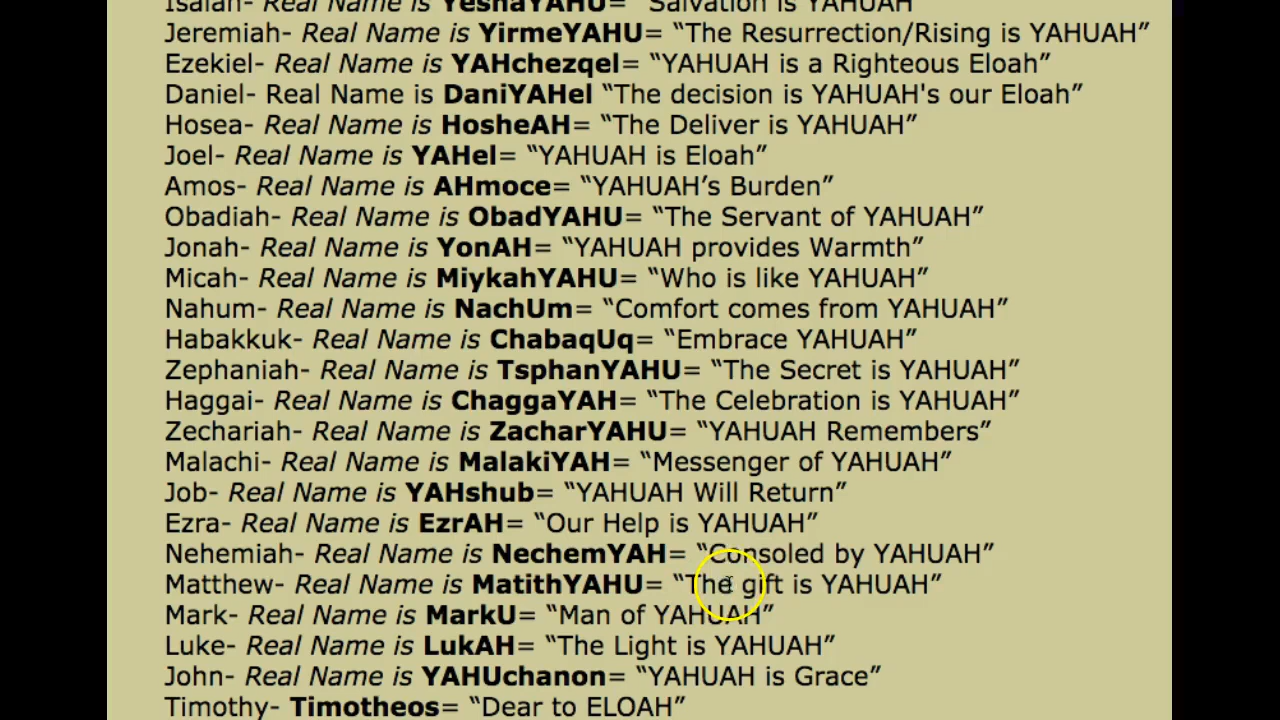 Isaiah- Real Name is YeshaYAHU= “Salvation is YAHUAH”
Jeremiah- Real Name is YirmeYAHU= “The Resurrection/Rising is YAHUAH”
Ezekiel- Real Name is YAHchezqel= “YAHUAH is a Righteous Eloah”
Daniel- Real Name is DaniYAHel “The decision is YAHUAH's our Eloah”
Hosea- Real Name is HosheAH= “The Deliver is YAHUAH”
Joel- Real Name is YAHel= “YAHUAH is Eloah”
Amos- Real Name is AHmoce= “YAHUAH’s Burden”
Obadiah- Real Name is ObadYAHU= “The Servant of YAHUAH”
Jonah- Real Name is YonAH= “YAHUAH provides Warmth”
Micah- Real Name is MiykahYAHU= “Who is like YAHUAH”
Nahum- Real Name is NachUm= “Comfort comes from YAHUAH”
Habakkuk- Real Name is ChabaqUq= “Embrace YAHUAH”
Zephaniah- Real Name is TsphanYAHU= “The Secret is YAHUAH”
Haggai- Real Name is ChaggaYAH= “The Celebration is YAHUAH”
Zechariah- Real Name is ZacharYAHU= “YAHUAH Remembers”
Malachi- Real Name is MalakiYAH= “Messenger of YAHUAH”
Job- Real Name is YAHshub= “YAHUAH Will Return”
Ezra- Real Name is EzrAH= “Our Help is YAHUAH”
Nehemiah- Real Name is NechemYAH= “Consoled by YAHUAH”
Matthew- Real Name is MatithYAHU= “The gift is YAHUAH”
Mark- Real Name is MarkU= “Man of YAHUAH”
Luke- Real Name is LukAH= “The Light is YAHUAH”
John- Real Name is YAHUchanon= “YAHUAH is Grace”
Timothy- Timotheos= “Dear to ELOAH”